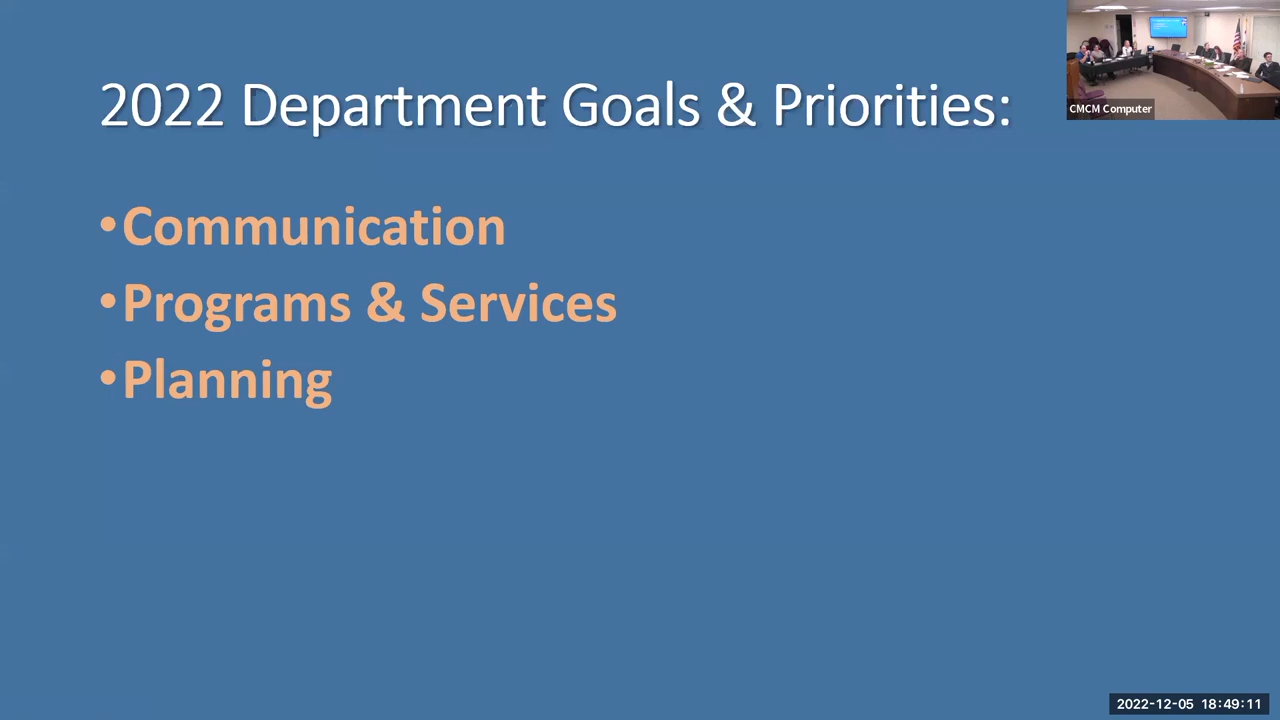 2022 Department Goals & Priorities:
CMCM Computer
•Communication
•Programs & Services
•Planning
2022-12-05 18:49:11